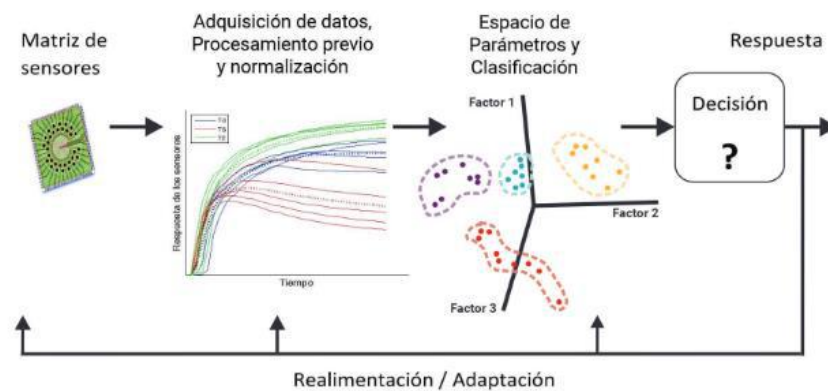 Matriz de
sensores
Adquisición de datos,
Procesamiento previo
y normalización
Espacio de
Parámetros y
Clasificación
Respuesta
Respuesta de los sensores
Tiempo
Factor 1
Factor 2
Factor 3
Decisión
?
Realimentación / Adaptación